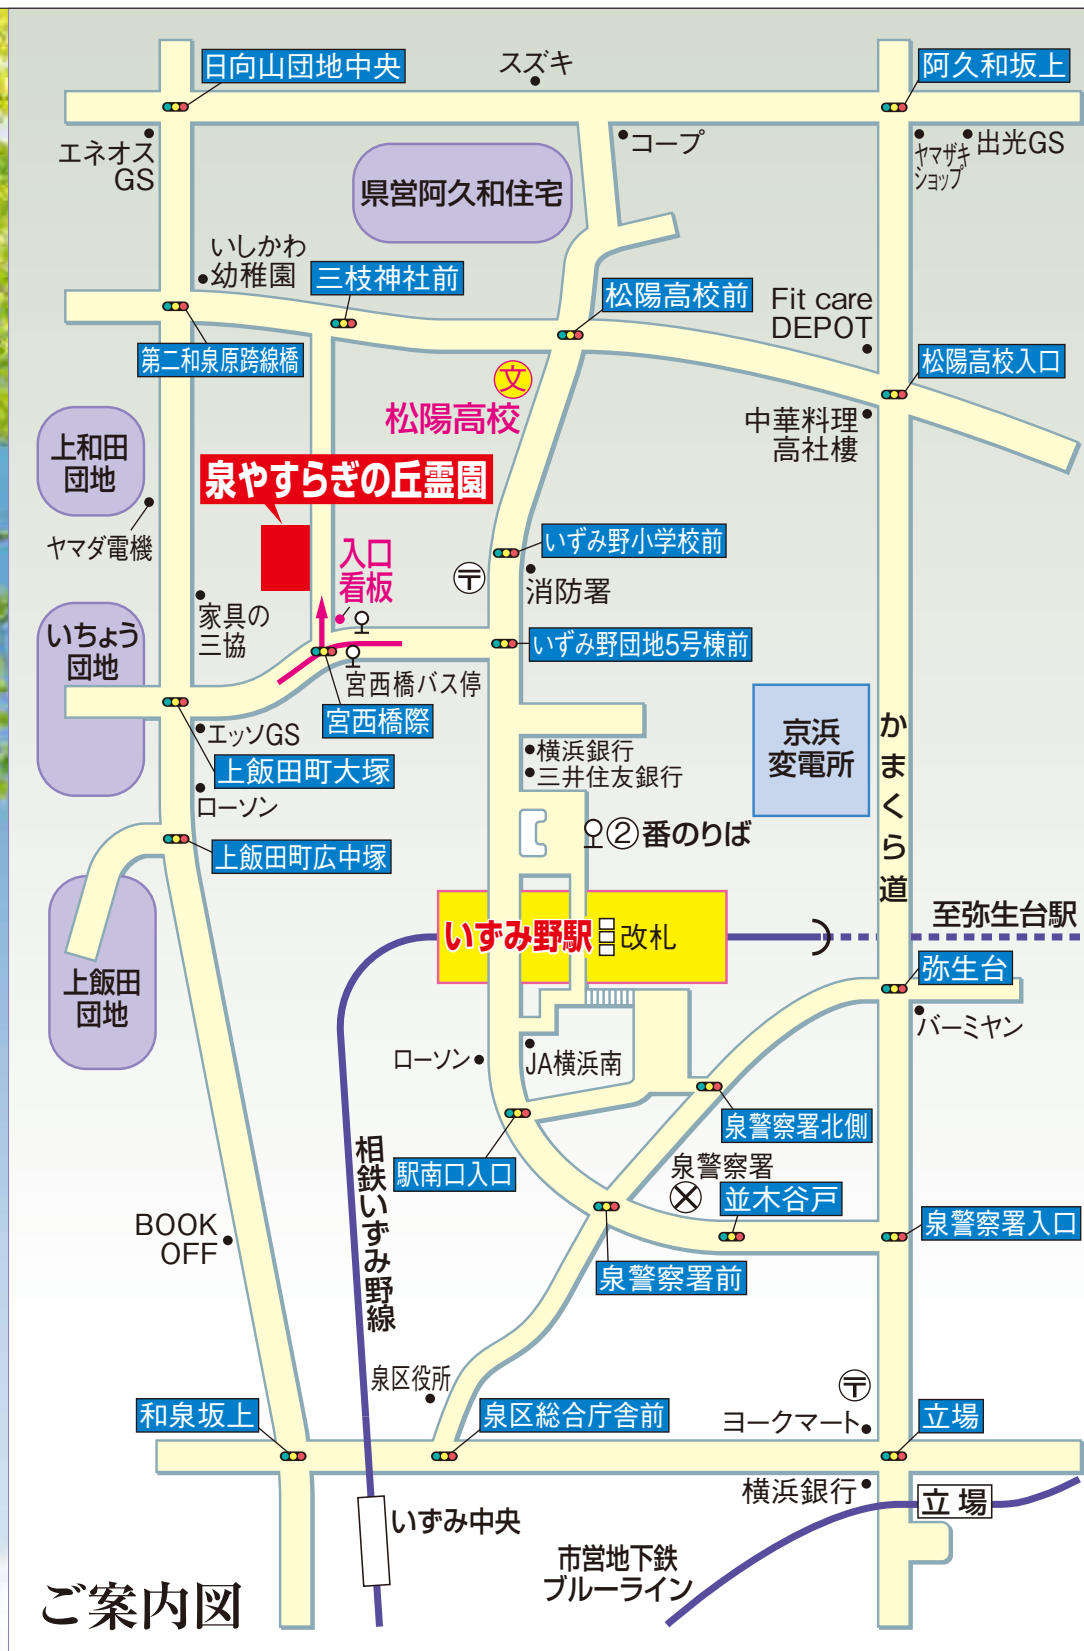 日向山団地中央
スズキ
阿久和坂上
エネオス
GS
コープ
ヤマザキ
ショップ
出光GS
県営阿久和住宅
いしかわ
幼稚園
三枝神社前
松陽高校前
Fit care
DEPOT
第二和泉原跨線橋
松陽高校入口
文
松陽高校
中華料理
高社樓
上和田
団地
泉やすらぎの丘霊園
ヤマダ電機
入口
看板
いずみ野小学校前
〒
消防署
家具の
三協
いちょう
団地
いずみ野団地5号棟前
宮西橋バス停
宮西橋際
エッソGS
上飯田町大塚
横浜銀行
三井住友銀行
京浜
変電所
かまくら道
ローソン
②番のりば
上飯田町広中塚
至弥生台駅
いずみ野駅
改札
上飯田
団地
弥生台
バーミヤン
ローソン
JA横浜南
泉警察署北側
相鉄いずみ野線
駅南口入口
泉警察署
並木谷戸
泉警察署入口
BOOK
OFF
泉警察署前
泉区役所
〒
和泉坂上
泉区総合庁舎前
ヨークマート
立場
横浜銀行
立場
いずみ中央
市営地下鉄
ブルーライン
ご案内図